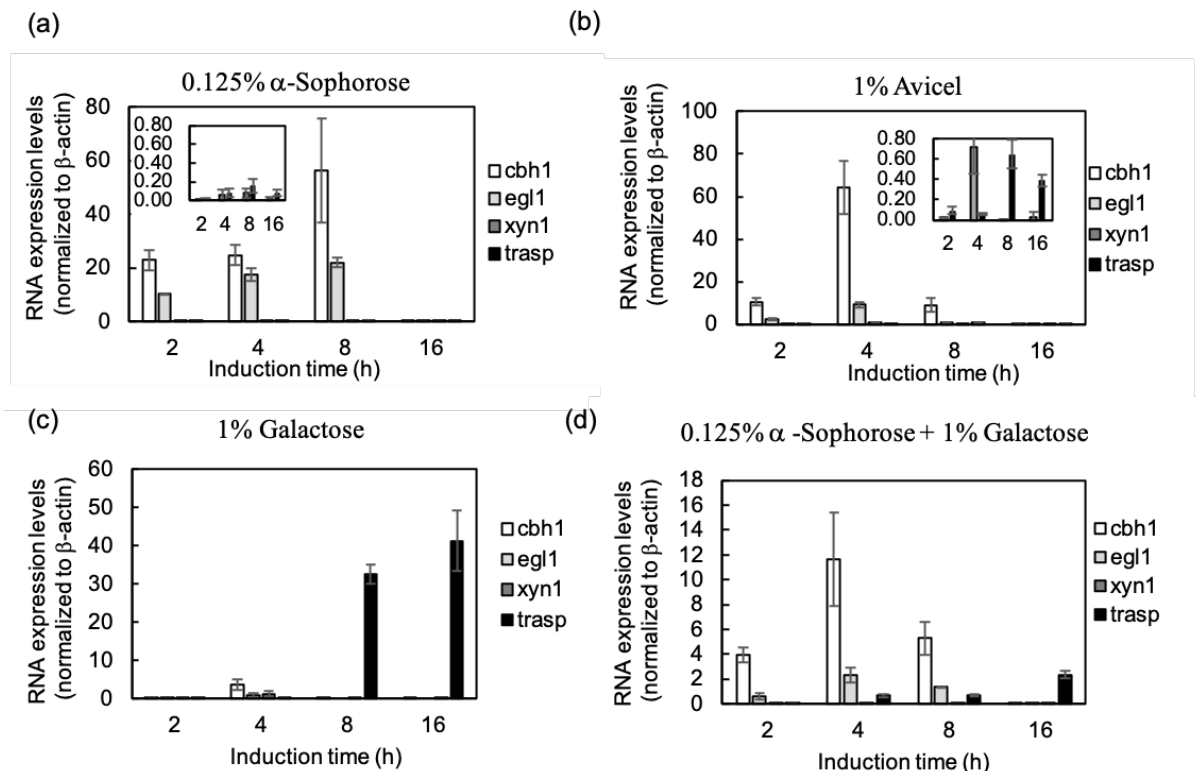 (a)
0.125% α-Sophorose
RNA expression levels
(normalized to β-actin)
80
60
40
20
0
0.80
0.60
0.40
0.20
0.00
2 4 8 16
cbh1
egl1
xyn1
trasp
2 4 8 16
Induction time (h)
(b)
1% Avicel
RNA expression levels
(normalized to β-actin)
100
80
60
40
20
0
0.80
0.60
0.40
0.20
0.00
2 4 8 16
cbh1
egl1
xyn1
trasp
2 4 8 16
Induction time (h)
(c)
1% Galactose
RNA expression levels
(normalized to β-actin)
60
50
40
30
20
10
0
cbh1
egl1
xyn1
trasp
2 4 8 16
Induction time (h)
(d)
0.125% α -Sophorose + 1% Galactose
RNA expression levels
(normalized to β-actin)
18
16
14
12
10
8
6
4
2
0
cbh1
egl1
xyn1
trasp
2 4 8 16
Induction time (h)